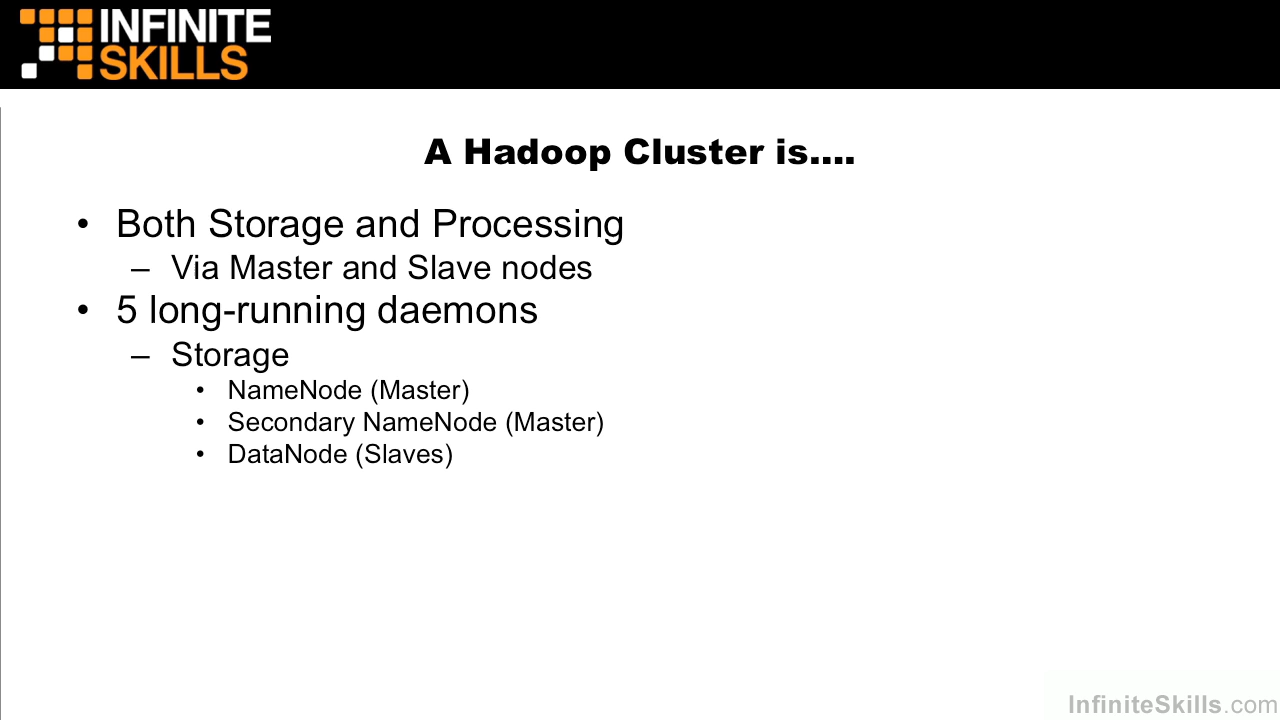 INFINITE
SKILLS
A Hadoop Cluster is....
• Both Storage and Processing
– Via Master and Slave nodes
• 5 long-running daemons
– Storage
• NameNode (Master)
• Secondary NameNode (Master)
• DataNode (Slaves)
InfiniteSkills.com